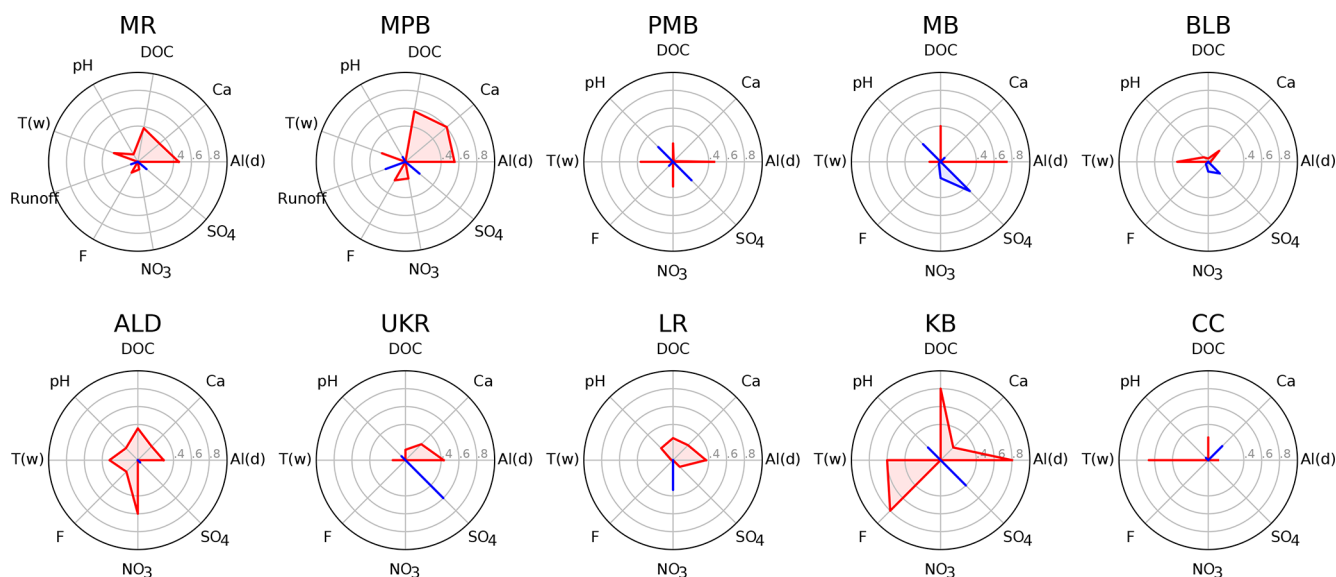 MR MPB PMB MB BLB
DOC DOC DOC DOC DOC
pH Ca pH Ca pH Ca pH Ca pH Ca
T(w) .4 .6 .8 Al(d) T(w) .4 .6 .8 Al(d) T(w) .4 .6 .8 Al(d) T(w) .4 .6 .8 Al(d) T(w) .4 .6 .8 Al(d)
Runoff Runoff
F SO4 F SO4 F SO4 F SO4 F SO4
NO3 NO3 NO3 NO3 NO3
ALD UKR LR KB CC
DOC DOC DOC DOC DOC
pH Ca pH Ca pH Ca pH Ca pH Ca
T(w) .4 .6 .8 Al(d) T(w) .4 .6 .8 Al(d) T(w) .4 .6 .8 Al(d) T(w) .4 .6 .8 Al(d) T(w) .4 .6 .8 Al(d)
F SO4 F SO4 F SO4 F SO4 F SO4
NO3 NO3 NO3 NO3 NO3